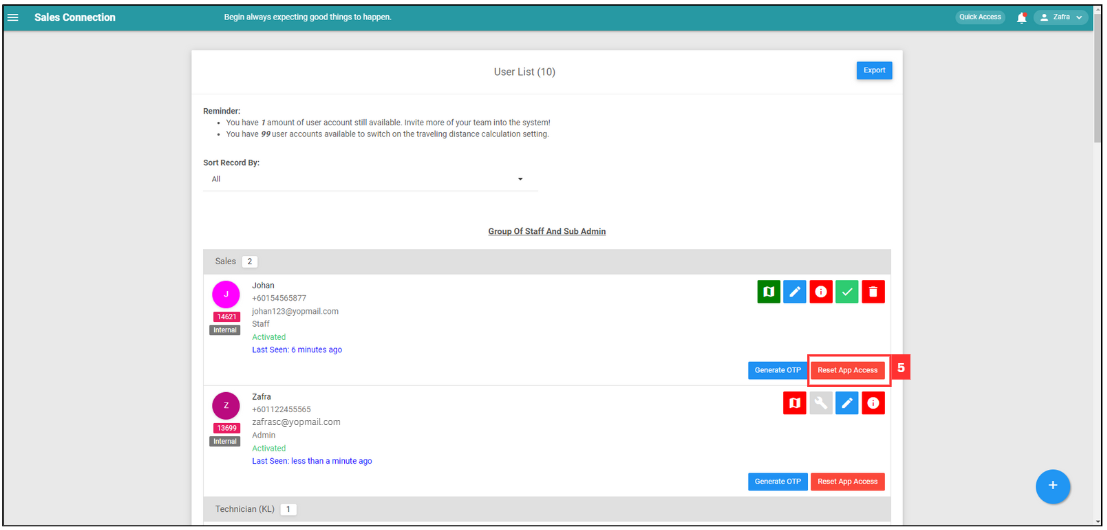 Sales Connection
Begin always expecting good things to happen.
Quick Access
Zafra
User List (10)
Export
Reminder:
You have 1 amount of user account still available. Invite more of your team into the system!
You have 99 user accounts available to switch on the traveling distance calculation setting.
Sort Record By:
All
Group Of Staff And Sub Admin
Sales 2
J
Johan
+60154565877
14621
johan123@yopmail.com
Internal
Staff
Activated
Last Seen: 6 minutes ago
Generate OTP
Reset App Access
5
Z
Zafra
+601122455565
13699
zafrasc@yopmail.com
Internal
Admin
Activated
Last Seen: less than a minute ago
Generate OTP
Reset App Access
Technician (KL) 1